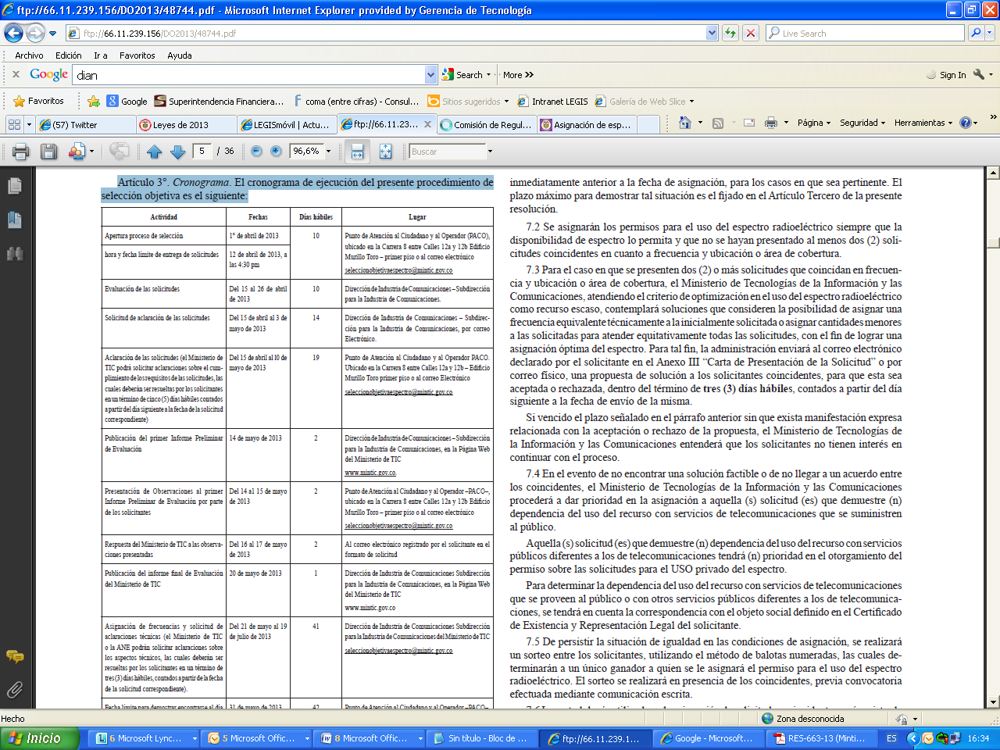 ftp://66.11.239.156/DO2013/48744.pdf - Microsoft Internet Explorer provided by Gerencia de Tecnología
ftp://66.11.239.156/DO2013/48744.pdf
Live Search
Archivo Edición Ir a Favoritos Ayuda
Google dian Search More Sign In
Favoritos Google Superintendencia Financiera... coma (entre cifras) - Consul... Sitios sugeridos Intranet LEGIS Galería de Web Slice
(57) Twitter Leyes de 2013 LEGISmóvil | Actu... ftp://66.11.23... Comisión de Regul... Asignación de esp... Página Seguridad Herramientas
5 / 36 96,6% Buscar
Artículo 3°. Cronograma. El cronograma de ejecución del presente procedimiento de
selección objetiva es el siguiente:
Actividad Fechas Días hábiles Lugar
Apertura proceso de selección
1° de abril de 2013
hora y fecha límite de entrega de solicitudes
12 de abril de 2013, a
las 4:30 pm
10
Punto de Atención al Ciudadano y al Operador (PACO),
ubicado en la Carrera 8 entre Calles 12a y 12b Edificio
Murillo Toro – primer piso o al correo electrónico
seleccionobjetivaespectro@mintic.gov.co
Evaluación de las solicitudes
Del 15 al 26 de abril
de 2013
10
Dirección de Industria de Comunicaciones – Subdirección
para la Industria de Comunicaciones.
Solicitud de aclaración de las solicitudes
Del 15 de abril al 3 de
mayo de 2013
14
Dirección de Industria de Comunicaciones – Subdirec-
ción para la Industria de Comunicaciones, por correo
Electrónico.
Aclaración de las solicitudes (el Ministerio de
TIC podrá solicitar aclaraciones sobre el cum-
plimiento de los requisitos de las solicitudes, las
cuales deberán ser resueltas por los solicitantes
en un término de cinco (5) días hábiles contados
a partir del día siguiente a la fecha de la solicitud
correspondiente)
Del 15 de abril al 10 de
mayo de 2013
19
Punto de Atención al Ciudadano y al Operador PACO.
Ubicado en la Carrera 8 entre Calles 12a y 12b – Edificio
Murillo Toro primer piso o al correo Electrónico
seleccionobjetivaespectro@mintic.gov.co
Publicación del primer Informe Preliminar
de Evaluación
14 de mayo de 2013
2
Dirección de Industria de Comunicaciones – Subdirección
para la Industria de Comunicaciones, en la Página Web
del Ministerio de TIC
www.mintic.gov.co.
Presentación de Observaciones al primer
Informe Preliminar de Evaluación por parte
de los solicitantes
Del 14 al 15 de mayo
de 2013
2
Punto de Atención al Ciudadano y al Operador –PACO–,
ubicado en la Carrera 8 entre Calles 12a y 12b Edificio
Murillo Toro – primer piso o al correo electrónico
seleccionobjetivaespectro@mintic.gov.co
Respuesta del Ministerio de TIC a las observa-
ciones presentadas
Del 16 al 17 de mayo
de 2013
2
Al correo electrónico registrado por el solicitante en el
formato de solicitud
Publicación del informe final de Evaluación
del Ministerio de TIC
20 de mayo de 2013
1
Dirección de Industria de Comunicaciones Subdirección
para la Industria de Comunicaciones, en la Página Web
del Ministerio de TIC
www.mintic.gov.co
Asignación de frecuencias y solicitud de
aclaraciones técnicas (el Ministerio de TIC
o la ANE podrán solicitar aclaraciones sobre
los aspectos técnicos, las cuales deberán ser
resueltas por los solicitantes en un término de
tres (3) días hábiles, contados a partir de la fecha
de la solicitud correspondiente).
Del 21 de mayo al 19
de julio de 2013
41
Dirección de Industria de Comunicaciones Subdirección
para la Industria de Comunicaciones del Ministerio de TIC
seleccionobjetivaespectro@mintic.gov.co
Fecha límite para demostrar encontrarse al día
31 de mayo de 2013
42
Punto de Atención al Ciudadano y al Operador –PACO–
inmediatamente anterior a la fecha de asignación, para los casos en que sea pertinente. El
plazo máximo para demostrar tal situación es el fijado en el Artículo Tercero de la presente
resolución.
7.2 Se asignarán los permisos para el uso del espectro radioeléctrico siempre que la
disponibilidad de espectro lo permita y que no se hayan presentado al menos dos (2) soli-
citudes coincidentes en cuanto a frecuencia y ubicación o área de cobertura.
7.3 Para el caso en que se presenten dos (2) o más solicitudes que coincidan en frecuen-
cia y ubicación o área de cobertura, el Ministerio de Tecnologías de la Información y las
Comunicaciones, atendiendo el criterio de optimización en el uso del espectro radioeléctrico
como recurso escaso, contemplará soluciones que consideren la posibilidad de asignar una
frecuencia equivalente técnicamente a la inicialmente solicitada o asignar cantidades menores
a las solicitadas para atender equitativamente todas las solicitudes, con el fin de lograr una
asignación óptima del espectro. Para tal fin, la administración enviará al correo electrónico
declarado por el solicitante en el Anexo III “Carta de Presentación de la Solicitud” o por
correo físico, una propuesta de solución a los solicitantes coincidentes, para que esta sea
aceptada o rechazada, dentro del término de tres (3) días hábiles, contados a partir del día
siguiente a la fecha de envío de la misma.
Si vencido el plazo señalado en el párrafo anterior sin que exista manifestación expresa
relacionada con la aceptación o rechazo de la propuesta, el Ministerio de Tecnologías de
la Información y las Comunicaciones entenderá que los solicitantes no tienen interés en
continuar con el proceso.
7.4 En el evento de no encontrar una solución factible o de no llegar a un acuerdo entre
los coincidentes, el Ministerio de Tecnologías de la Información y las Comunicaciones
procederá a dar prioridad en la asignación a aquella (s) solicitud (es) que demuestre (n)
dependencia del uso del recurso con servicios de telecomunicaciones que se suministren
al público.
Aquella (s) solicitud (es) que demuestre (n) dependencia del uso del recurso con servicios
públicos diferentes a los de telecomunicaciones tendrá (n) prioridad en el otorgamiento del
permiso sobre las solicitudes para el USO privado del espectro.
Para determinar la dependencia del uso del recurso con servicios de telecomunicaciones
que se proveen al público o con otros servicios públicos diferentes a los de telecomunica-
ciones, se tendrá en cuenta la correspondencia con el objeto social definido en el Certificado
de Existencia y Representación Legal del solicitante.
7.5 De persistir la situación de igualdad en las condiciones de asignación, se realizará
un sorteo entre los solicitantes, utilizando el método de balotas numeradas, las cuales de-
terminarán a un único ganador a quien se le asignará el permiso para el uso del espectro
radioeléctrico. El sorteo se realizará en presencia de los coincidentes, previa convocatoria
efectuada mediante comunicación escrita.
Hecho Zona desconocida
Inicio 6 Microsoft Lync... 5 Microsoft Offic... 8 Microsoft Offic... Sin título - Bloc de ... ftp://66.11.239.1... Google - Microsof... RES-663-13 (Minti... ES 16:34